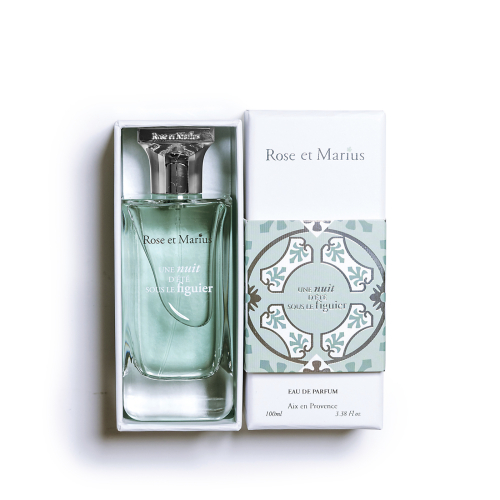 Rose et Marius
Rose et Marius
UNE nuit
D'ÉTÉ
SOUS LE figuier
Rose et Marius
UNE nuit
D'ÉTÉ
SOUS LE figuier
EAU DE PARFUM
Aix en Provence
100ml 3.38 Fl oz